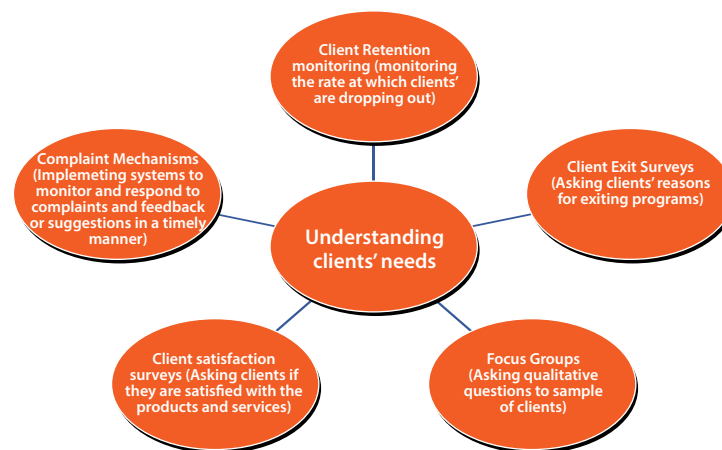 Client Retention
monitoring (monitoring
the rate at which clients’
are dropping out)
Complaint Mechanisms
(Implemeting systems to
monitor and respond to
complaints and feedback
or suggestions in a timely
manner)
Client Exit Surveys
(Asking clients’ reasons
for exiting programs)
Understanding
clients’ needs
Client satisfaction
surveys (Asking clients if
they are satisfied with the
products and services)
Focus Groups
(Asking qualitative
questions to sample
of clients)